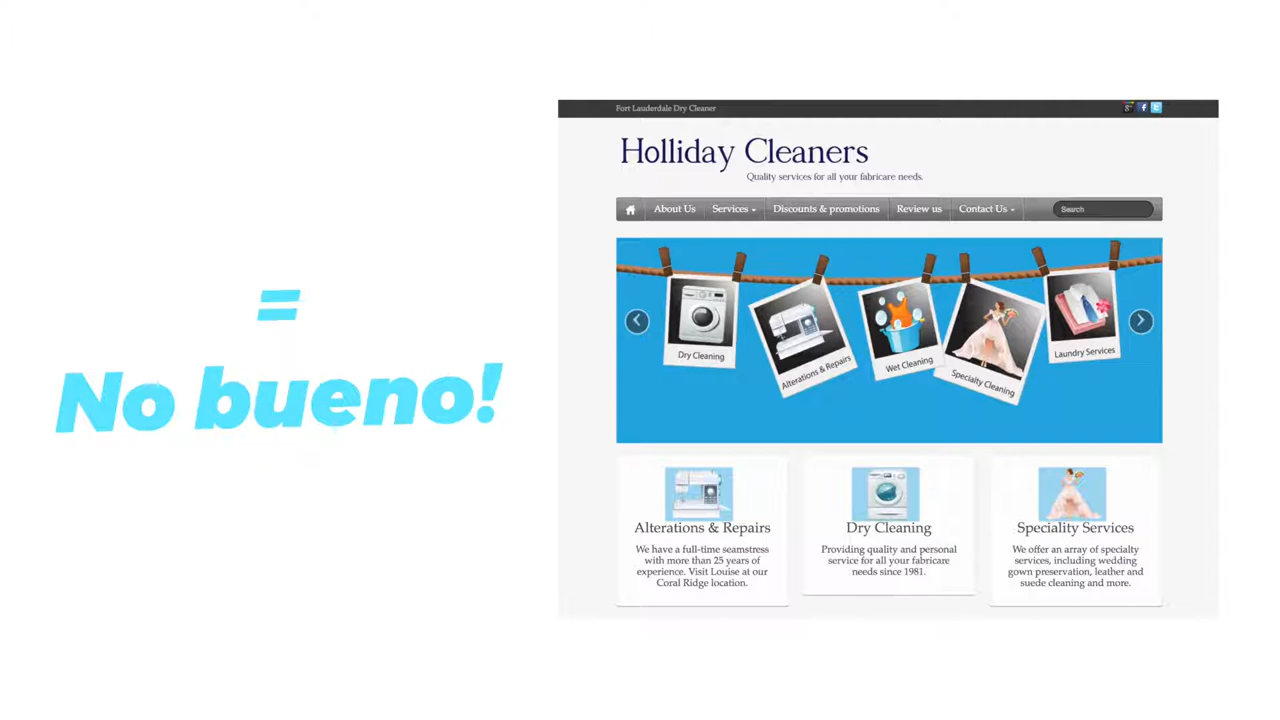 =
No bueno!
Fort Lauderdale Dry Cleaner
Holliday Cleaners
Quality services for all your fabricare needs.
About Us Services Discounts & promotions Review us Contact Us Search
Dry Cleaning
Alterations & Repairs
Wet Cleaning
Specialty Cleaning
Laundry Services
Alterations & Repairs
We have a full-time seamstress
with more than 25 years of
experience. Visit Louise at our
Coral Ridge location.
Dry Cleaning
Providing quality and personal
service for all your fabricare
needs since 1981.
Speciality Services
We offer an array of specialty
services, including wedding
gown preservation, leather and
suede cleaning and more.